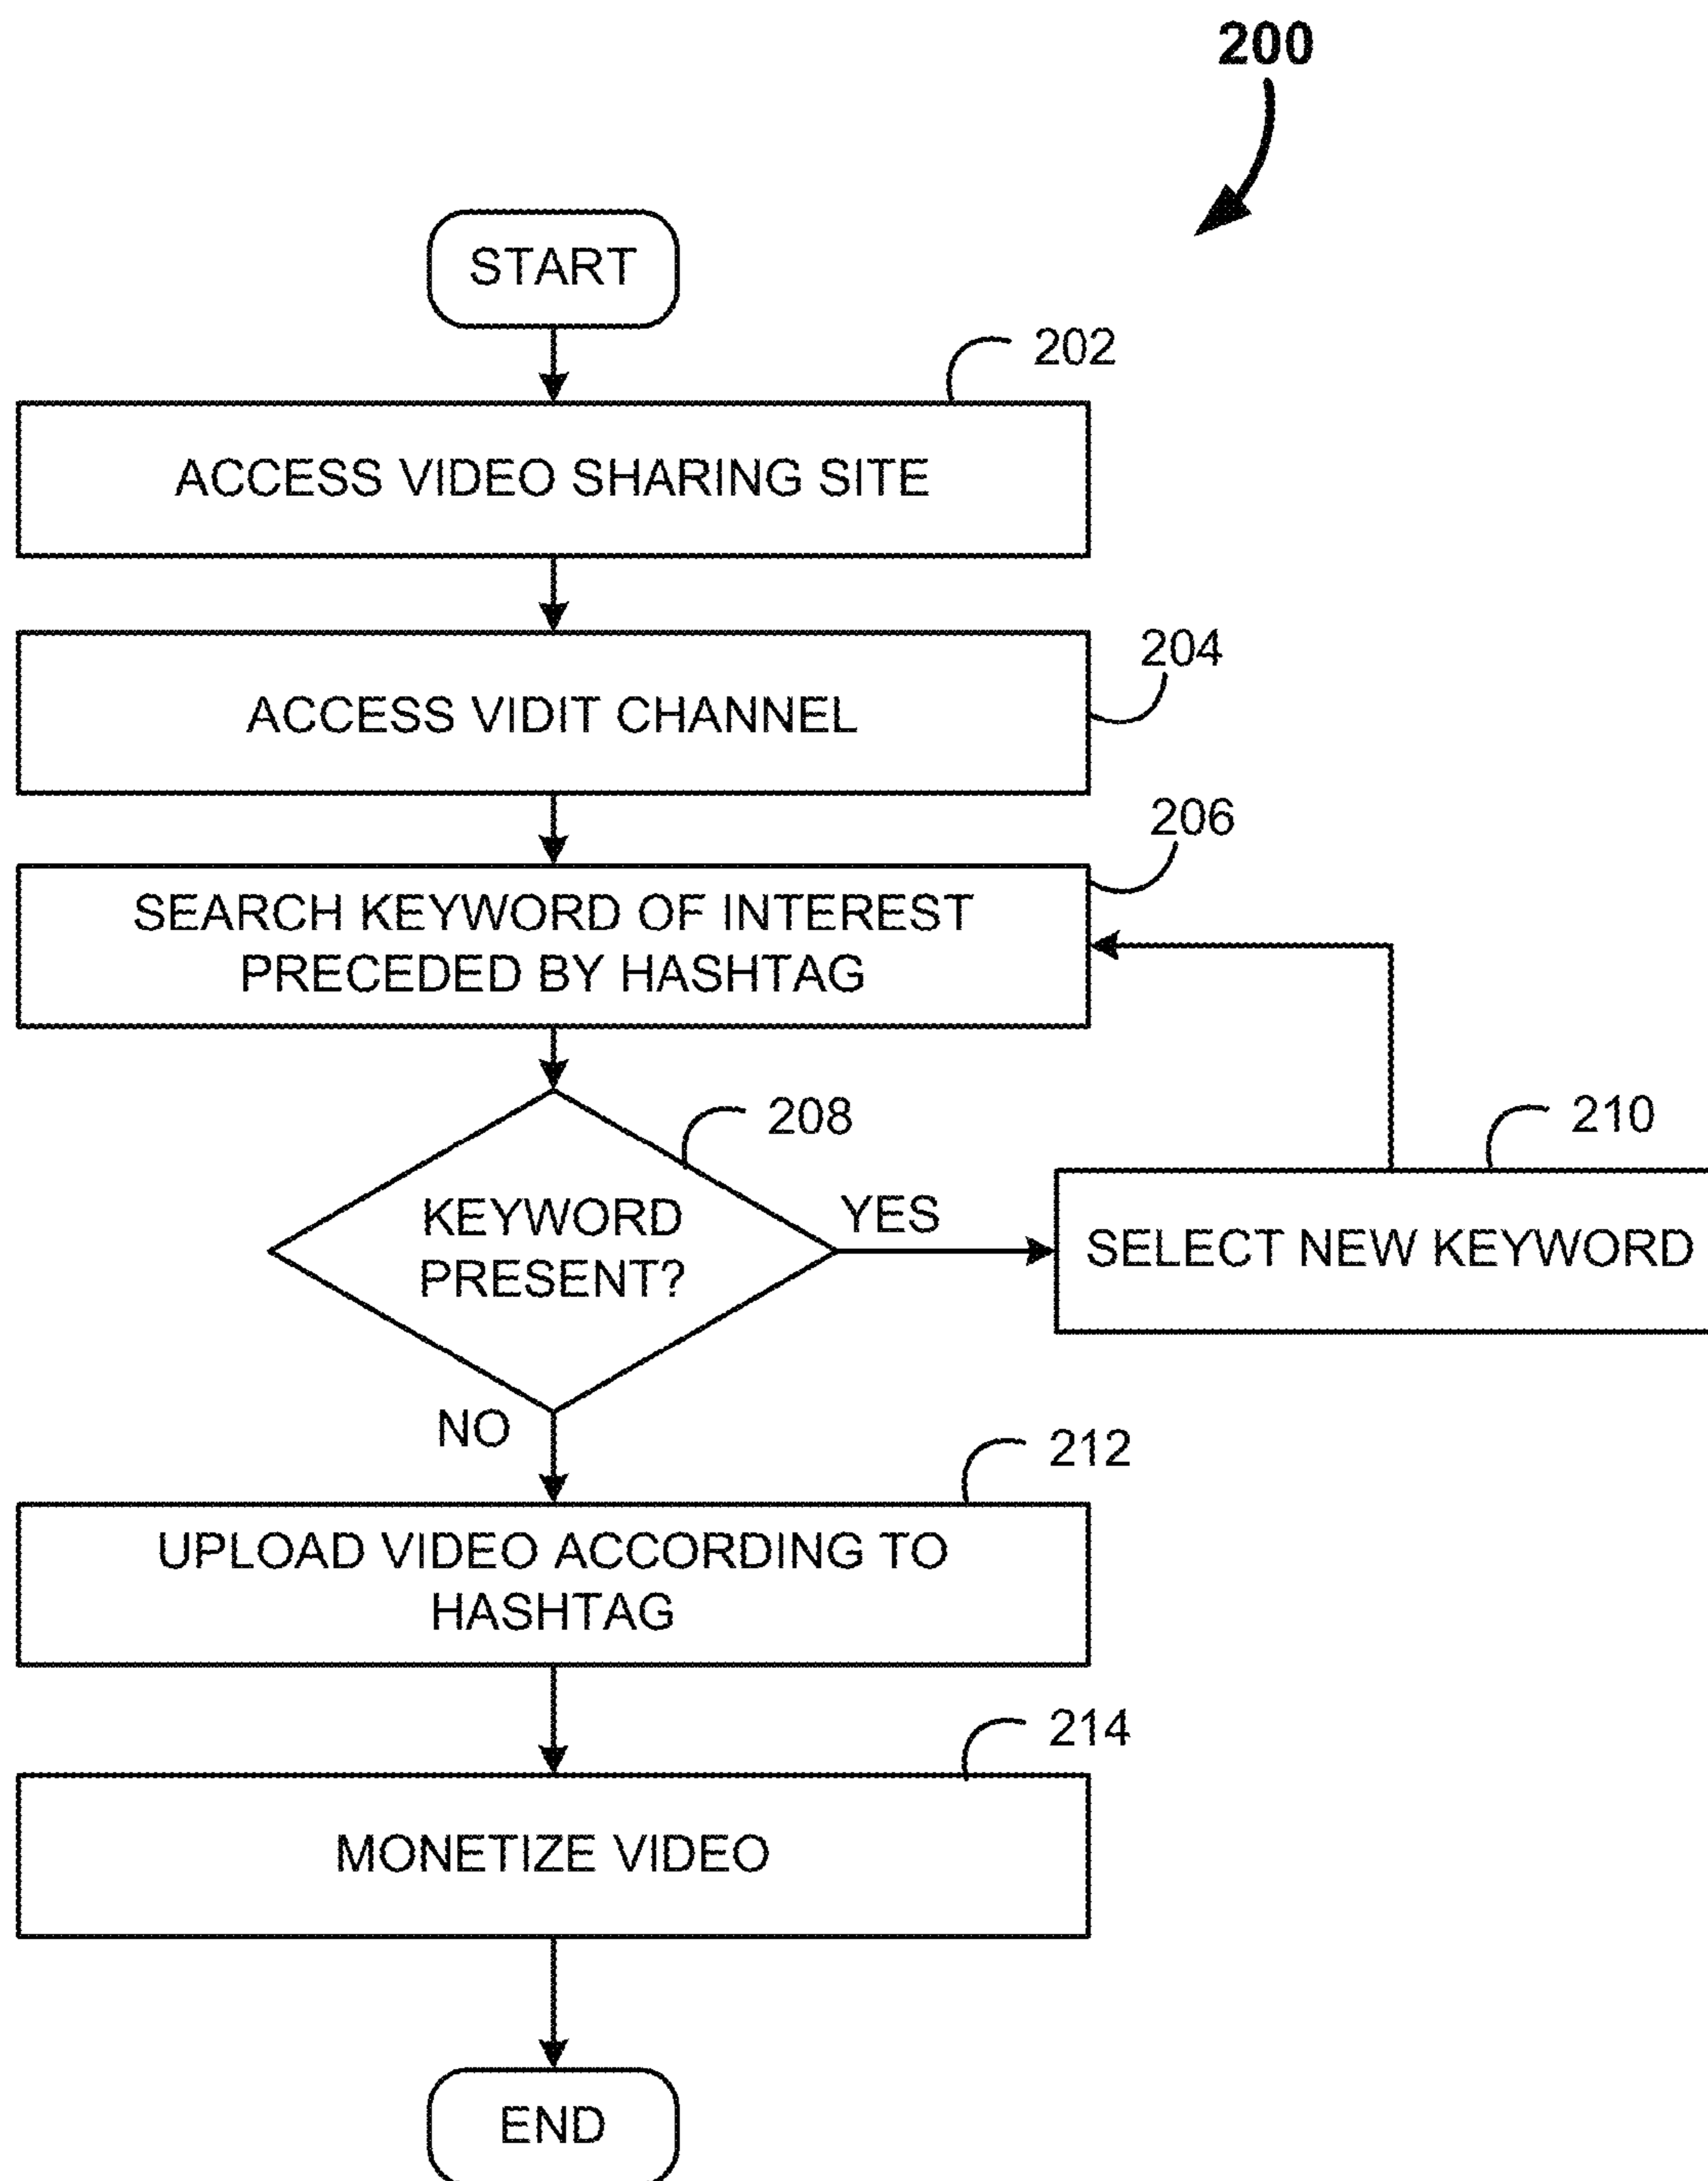 200
START
202
ACCESS VIDEO SHARING SITE
204
ACCESS VIDIT CHANNEL
206
SEARCH KEYWORD OF INTEREST
PRECEDED BY HASHTAG
208
KEYWORD
PRESENT?
YES
210
SELECT NEW KEYWORD
NO
212
UPLOAD VIDEO ACCORDING TO
HASHTAG
214
MONETIZE VIDEO
END